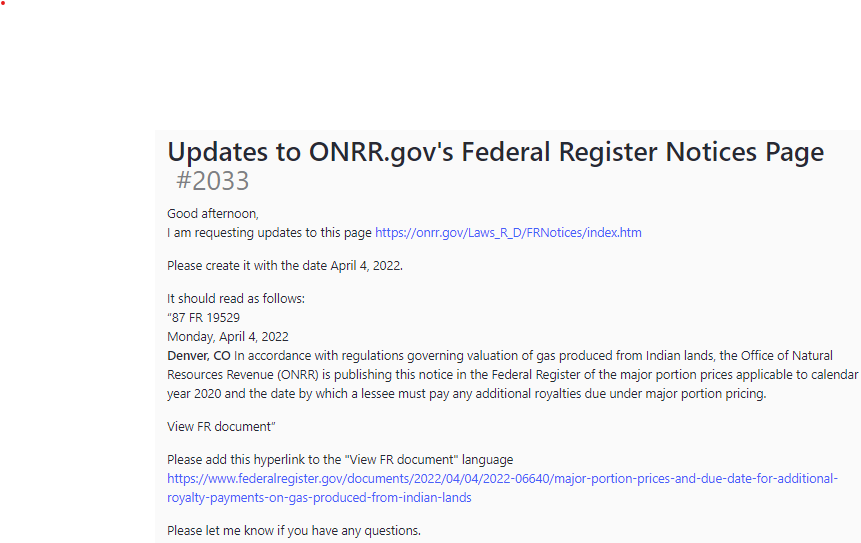 Updates to ONRR.gov's Federal Register Notices Page
#2033
Good afternoon,
I am requesting updates to this page https://onrr.gov/Laws_R_D/FRNotices/index.htm
Please create it with the date April 4, 2022.
It should read as follows:
“87 FR 19529
Monday, April 4, 2022
Denver, CO In accordance with regulations governing valuation of gas produced from Indian lands, the Office of Natural
Resources Revenue (ONRR) is publishing this notice in the Federal Register of the major portion prices applicable to calendar
year 2020 and the date by which a lessee must pay any additional royalties due under major portion pricing.
View FR document”
Please add this hyperlink to the "View FR document" language
https://www.federalregister.gov/documents/2022/04/04/2022-06640/major-portion-prices-and-due-date-for-additional-
royalty-payments-on-gas-produced-from-indian-lands
Please let me know if you have any questions.